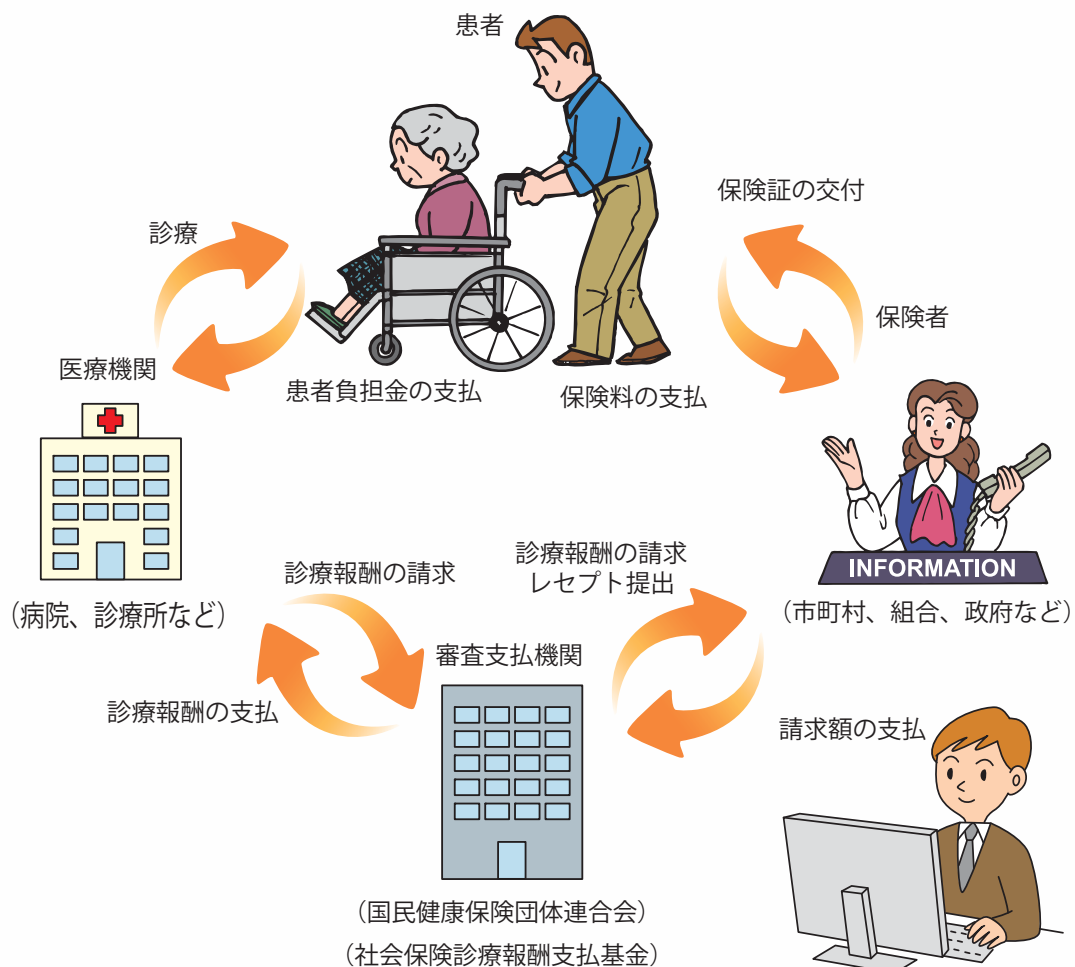 患者
保険証の交付
診療
保険者
医療機関
患者負担金の支払
保険料の支払
診療報酬の請求
診療報酬の請求
レセプト提出
INFORMATION
（病院、診療所など）
（市町村、組合、政府など）
審査支払機関
診療報酬の支払
請求額の支払
（国民健康保険団体連合会）
（社会保険診療報酬支払基金）